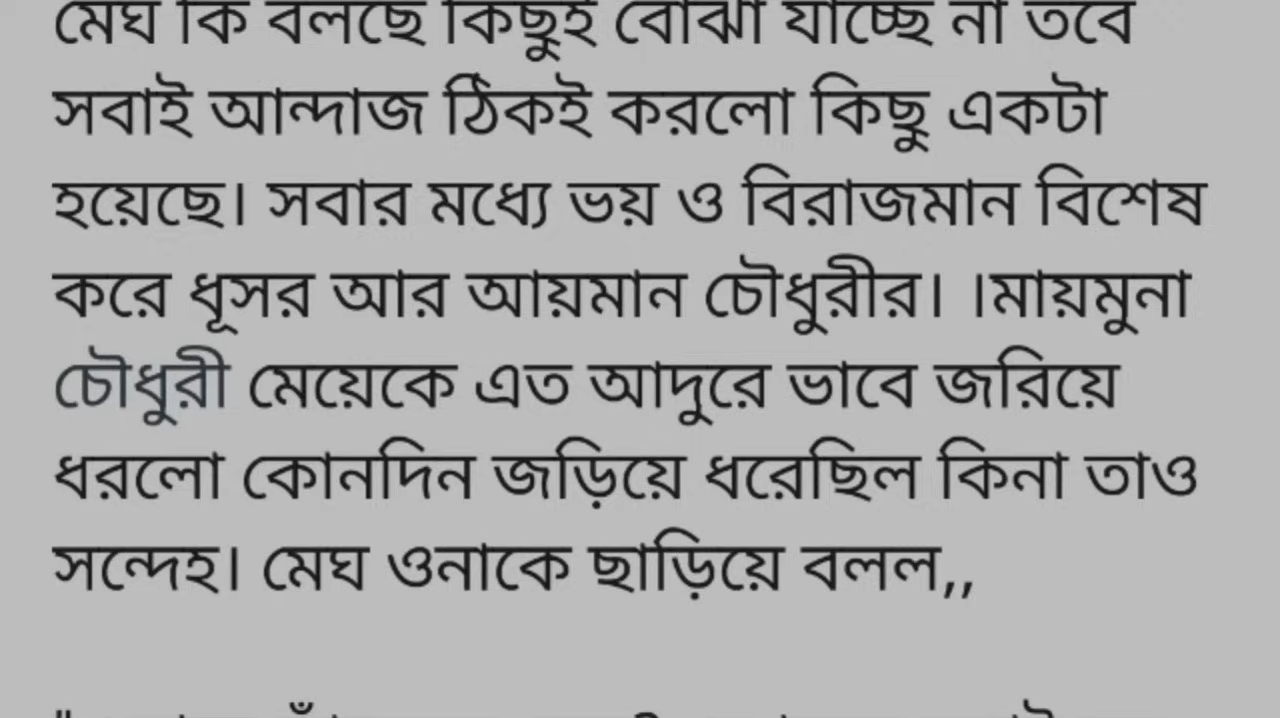 মেঘ কি বলছে কিছুই বোঝা যাচ্ছে না তবে
সবাই আন্দাজ ঠিকই করলো কিছু একটা
হয়েছে। সবার মধ্যে ভয় ও বিরাজমান বিশেষ
করে ধূসর আর আয়মান চৌধুরীর। ।মায়মুনা
চৌধুরী মেয়েকে এত আদুরে ভাবে জরিয়ে
ধরলো কোনদিন জড়িয়ে ধরেছিল কিনা তাও
সন্দেহ। মেঘ ওনাকে ছাড়িয়ে বলল,,